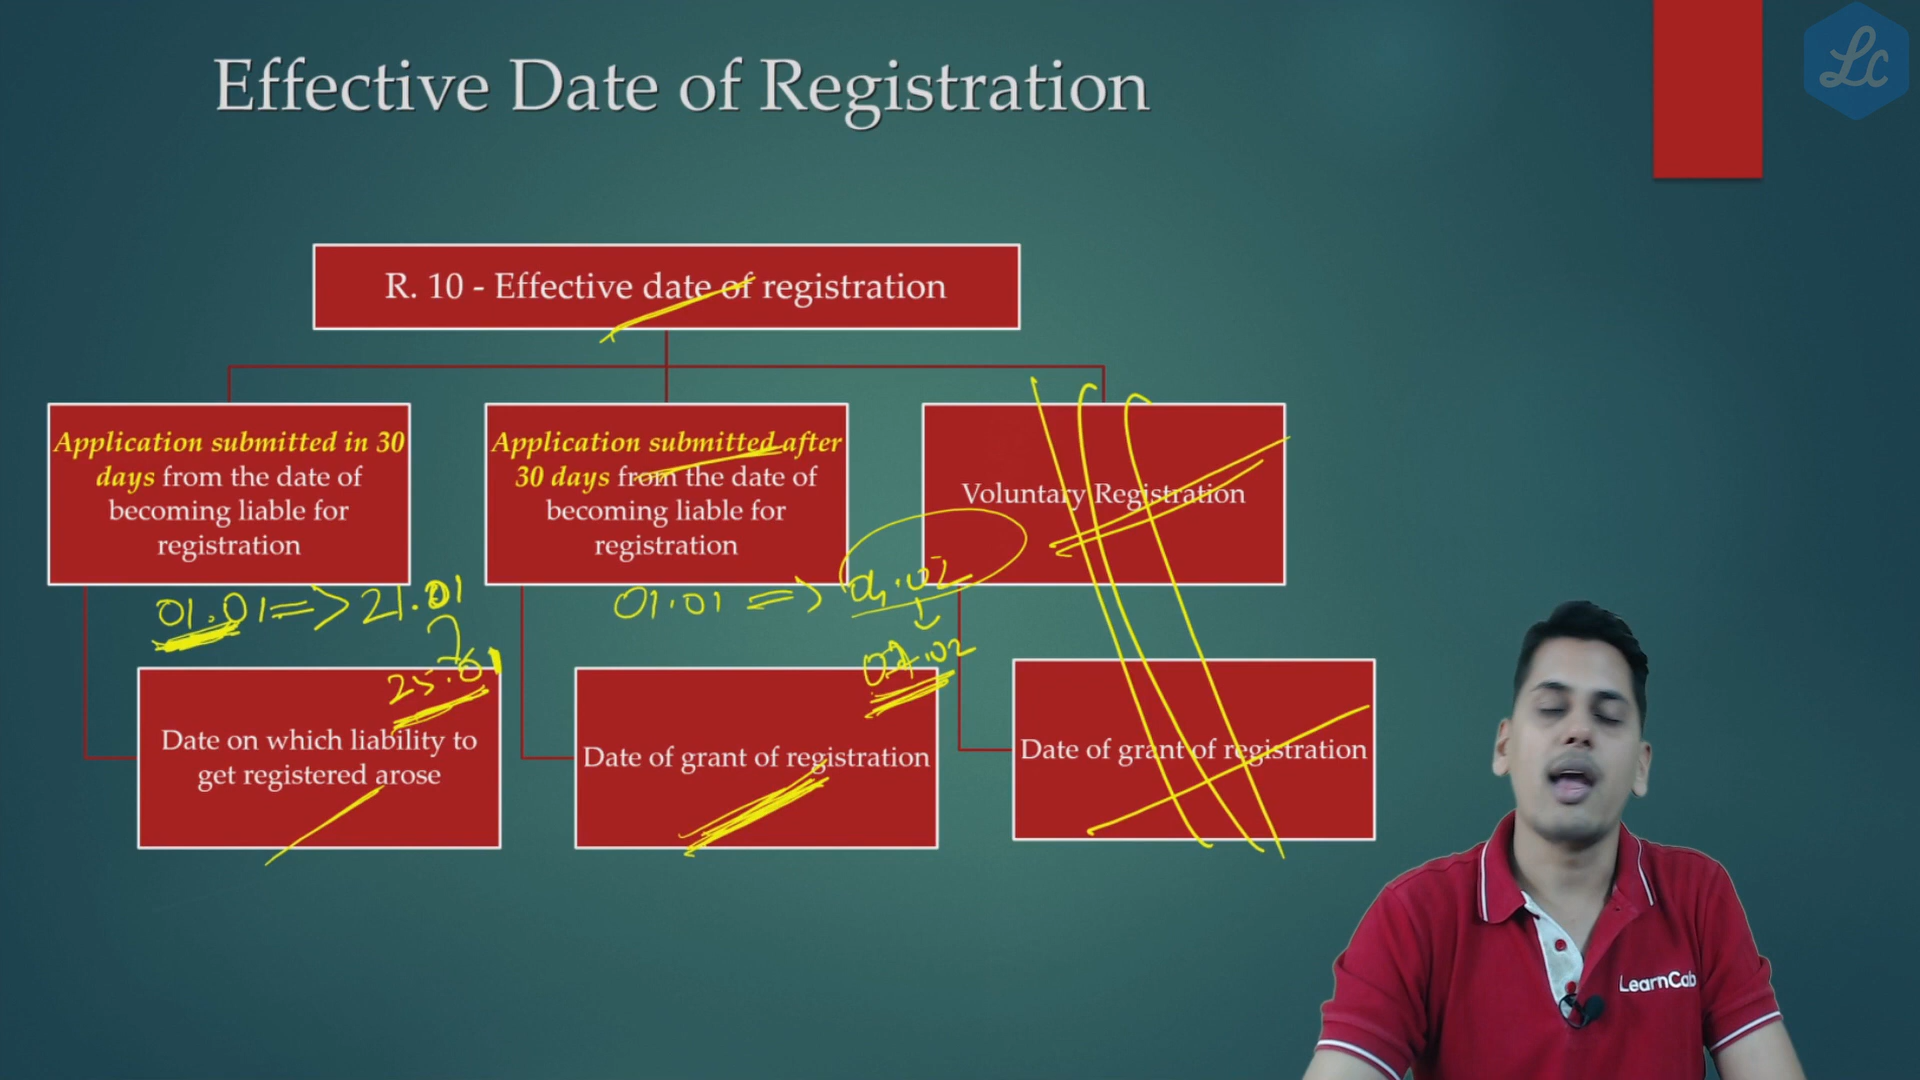 Effective Date of Registration
Lc
R. 10 - Effective date of registration
Application submitted in 30
days from the date of
becoming liable for
registration
Application submitted after
30 days from the date of
becoming liable for
registration
Voluntary Registration
01.01 => 21.01
25.01
01.01 =>
Date on which liability to
get registered arose
Date of grant of registration
Date of grant of registration
LearnCab